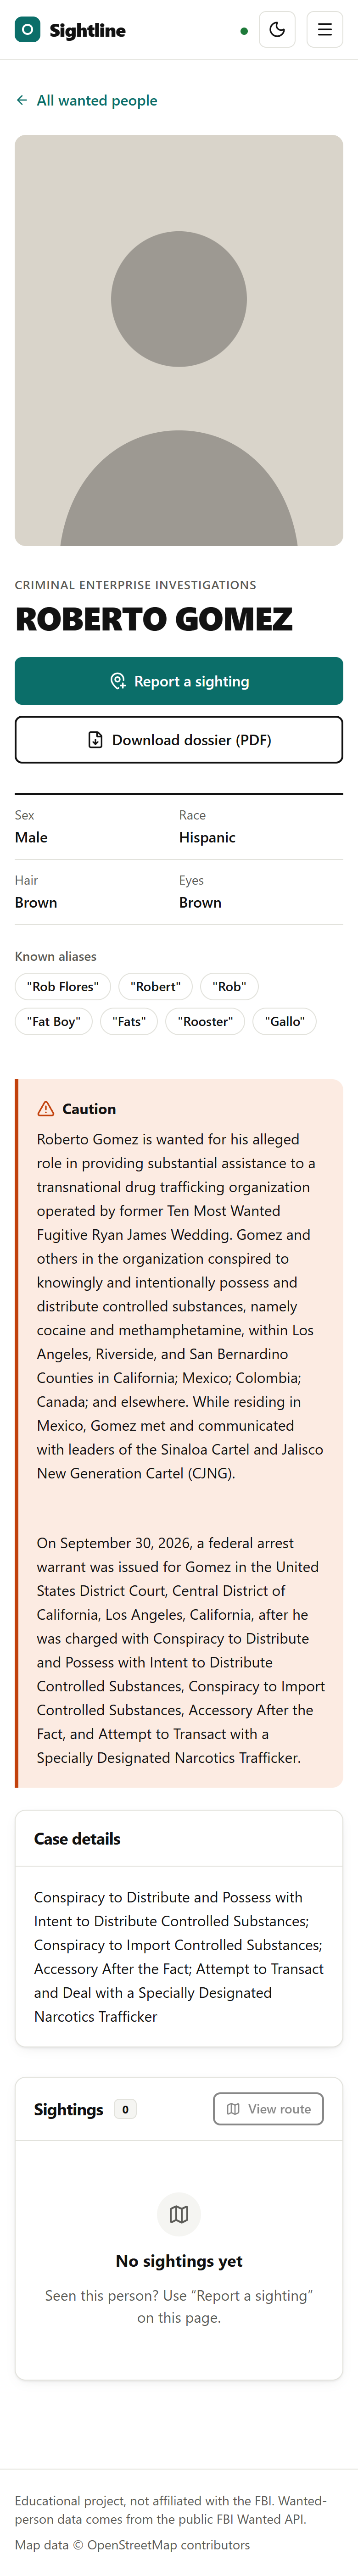 Sightline
All wanted people
CRIMINAL ENTERPRISE INVESTIGATIONS
ROBERTO GOMEZ
Report a sighting
Download dossier (PDF)
Sex
Race
Male
Hispanic
Hair
Eyes
Brown
Brown
Known aliases
"Rob Flores" "Robert" "Rob"
"Fat Boy" "Fats" "Rooster" "Gallo"
Caution
Roberto Gomez is wanted for his alleged
role in providing substantial assistance to a
transnational drug trafficking organization
operated by former Ten Most Wanted
Fugitive Ryan James Wedding. Gomez and
others in the organization conspired to
knowingly and intentionally possess and
distribute controlled substances, namely
cocaine and methamphetamine, within Los
Angeles, Riverside, and San Bernardino
Counties in California; Mexico; Colombia;
Canada; and elsewhere. While residing in
Mexico, Gomez met and communicated
with leaders of the Sinaloa Cartel and Jalisco
New Generation Cartel (CJNG).
On September 30, 2026, a federal arrest
warrant was issued for Gomez in the United
States District Court, Central District of
California, Los Angeles, California, after he
was charged with Conspiracy to Distribute
and Possess with Intent to Distribute
Controlled Substances, Conspiracy to Import
Controlled Substances, Accessory After the
Fact, and Attempt to Transact with a
Specially Designated Narcotics Trafficker.
Case details
Conspiracy to Distribute and Possess with
Intent to Distribute Controlled Substances;
Conspiracy to Import Controlled Substances;
Accessory After the Fact; Attempt to Transact
and Deal with a Specially Designated
Narcotics Trafficker
Sightings 0
View route
No sightings yet
Seen this person? Use “Report a sighting”
on this page.
Educational project, not affiliated with the FBI. Wanted-
person data comes from the public FBI Wanted API.
Map data © OpenStreetMap contributors